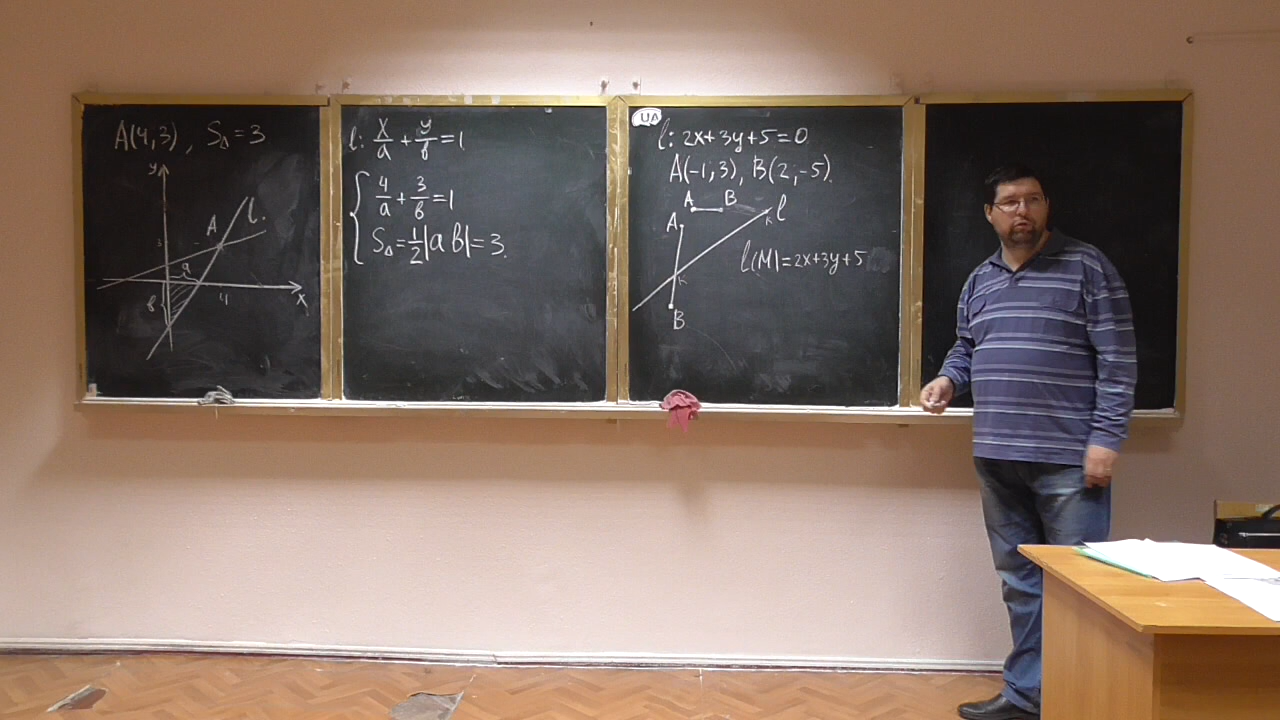 A(4,3), S△=3
y
A
l.
3
a
4
x
b
l: x/a + y/b = 1
{ 4/a + 3/b = 1
S△ = 1/2|a b| = 3.
UA
l: 2x+3y+5=0
A(-1;3), B(2;-5).
A B
A l
K
l(M)=2x+3y+5
K
B